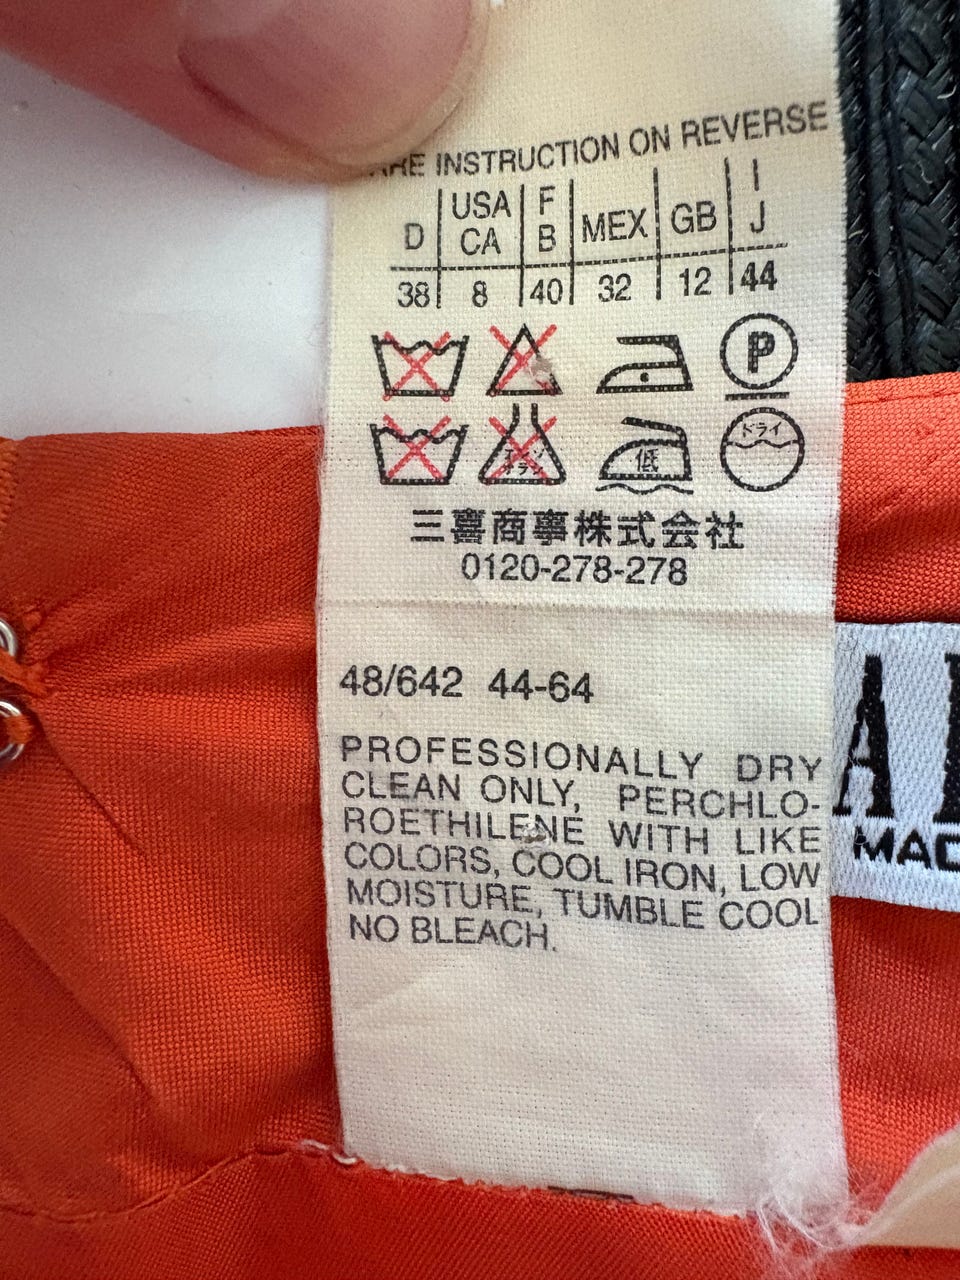 ARE INSTRUCTION ON REVERSE
D USA CA F B MEX GB I J
38 8 40 32 12 44
P
低 ドライ
三喜商事株式会社
0120-278-278
48/642 44-64
PROFESSIONALLY DRY
CLEAN ONLY, PERCHLO-
ROETHILENE WITH LIKE
COLORS, COOL IRON, LOW
MOISTURE, TUMBLE COOL
NO BLEACH.
A
MAC